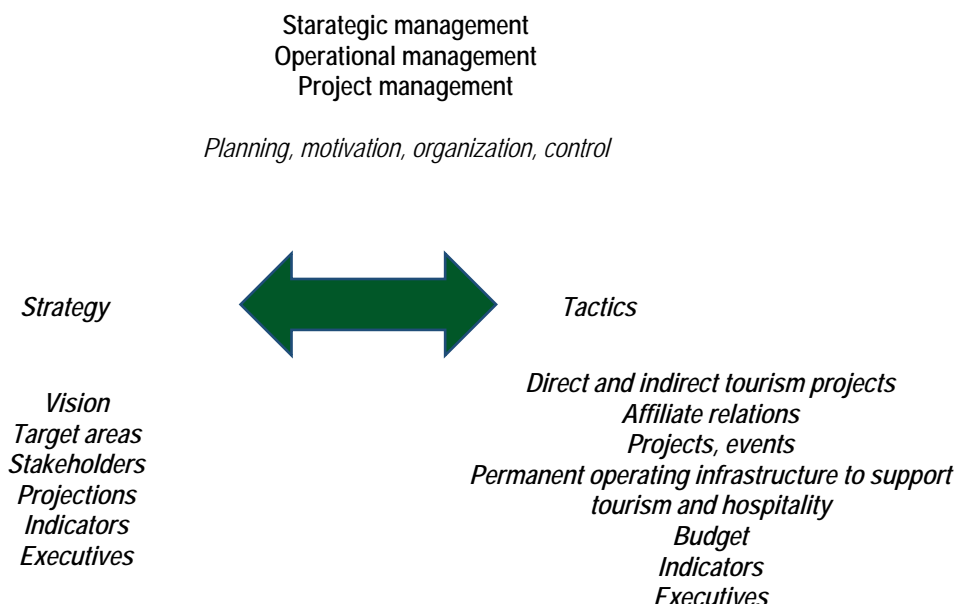 Starategic management
Operational management
Project management
Planning, motivation, organization, control
Strategy
Tactics
Vision
Target areas
Stakeholders
Projections
Indicators
Executives
Direct and indirect tourism projects
Affiliate relations
Projects, events
Permanent operating infrastructure to support
tourism and hospitality
Budget
Indicators
Executives